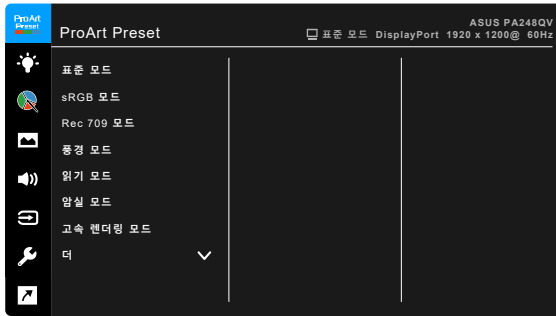 ProArt
Preset
ProArt Preset
ASUS PA248QV
표준 모드 DisplayPort 1920 x 1200@ 60Hz
표준 모드
sRGB 모드
Rec 709 모드
풍경 모드
읽기 모드
암실 모드
고속 렌더링 모드
더